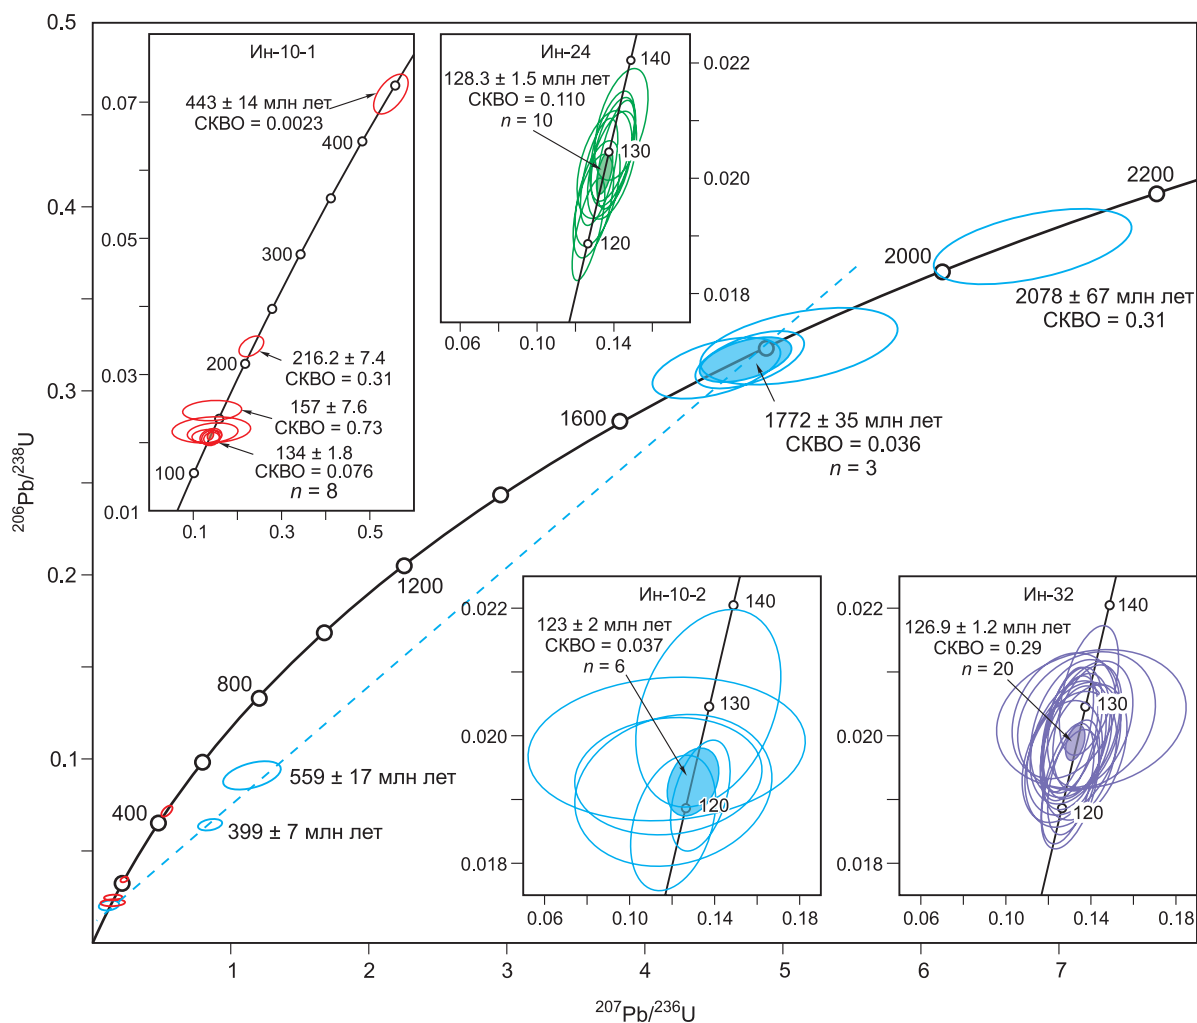 0.5
0.4
0.3
0.2
0.1
206Pb/238U
1
2
3
4
5
6
7
207Pb/236U
400
800
1200
1600
2000
2200
2078 ± 67 млн лет
СКВО = 0.31
1772 ± 35 млн лет
СКВО = 0.036
n = 3
559 ± 17 млн лет
399 ± 7 млн лет
Ин-10-1
443 ± 14 млн лет
СКВО = 0.0023
400
300
200
100
216.2 ± 7.4
СКВО = 0.31
157 ± 7.6
СКВО = 0.73
134 ± 1.8
СКВО = 0.076
n = 8
0.07
0.05
0.03
0.01
0.1
0.3
0.5
Ин-24
128.3 ± 1.5 млн лет
СКВО = 0.110
n = 10
140
130
120
0.022
0.020
0.018
0.06
0.10
0.14
Ин-10-2
123 ± 2 млн лет
СКВО = 0.037
n = 6
140
130
120
0.022
0.020
0.018
0.06
0.10
0.14
0.18
Ин-32
126.9 ± 1.2 млн лет
СКВО = 0.29
n = 20
140
130
120
0.022
0.020
0.018
0.06
0.10
0.14
0.18